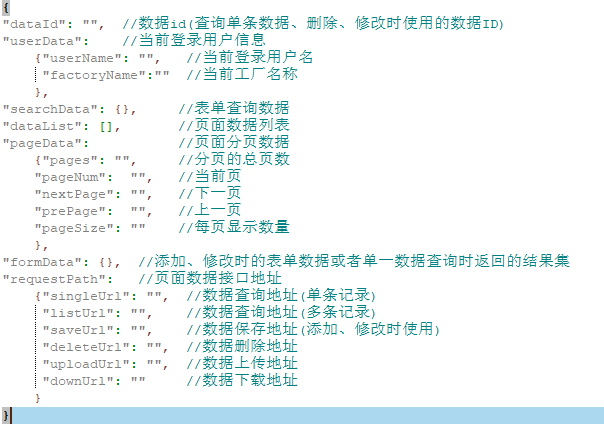 {
"dataId": "",  //数据id(查询单条数据、删除、修改时使用的数据ID)
"userData":    //当前登录用户信息
    {"userName": "",   //当前登录用户名
     "factoryName":""  //当前工厂名称
    },
"searchData": {},     //表单查询数据
"dataList": [],       //页面数据列表
"pageData":           //页面分页数据
    {"pages": "",     //分页的总页数
    "pageNum":  "",   //当前页
    "nextPage": "",   //下一页
    "prePage":  "",   //上一页
    "pageSize": ""    //每页显示数量
    },
"formData": {},  //添加、修改时的表单数据或者单一数据查询时返回的结果集
"requestPath":   //页面数据接口地址
    {"singleUrl": "",  //数据查询地址(单条记录)
     "listUrl": "",    //数据查询地址(多条记录)
     "saveUrl": "",    //数据保存地址(添加、修改时使用)
     "deleteUrl": "",  //数据删除地址
     "uploadUrl": "",  //数据上传地址
     "downUrl": ""     //数据下载地址
    }
}